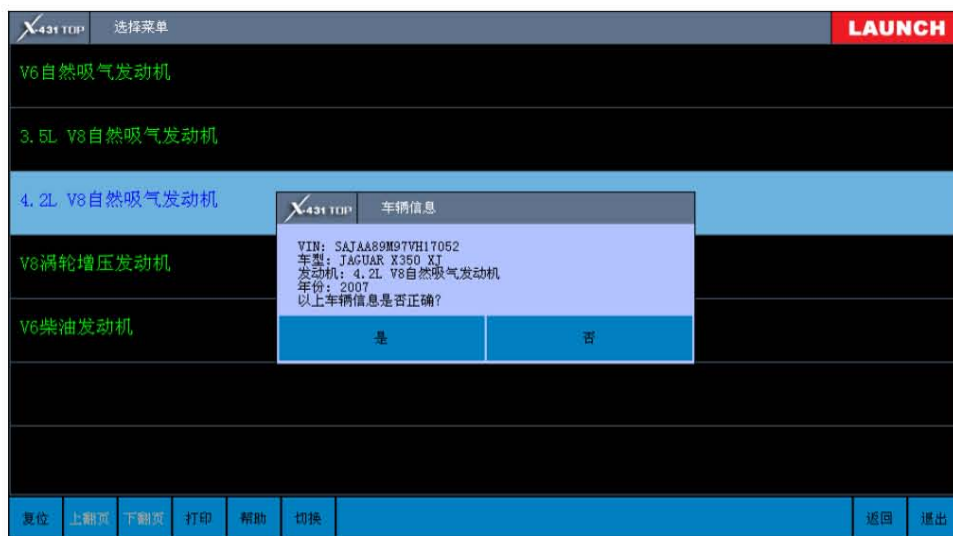 X-431 TOP 选择菜单 LAUNCH
V6自然吸气发动机
3.5L V8自然吸气发动机
4.2L V8自然吸气发动机
X-431 TOP 车辆信息
VIN: SAJAA89M97VH17052
车型: JAGUAR X350 XJ
发动机: 4.2L V8自然吸气发动机
年份: 2007
以上车辆信息是否正确?
是 否
V8涡轮增压发动机
V6柴油发动机
复位 上翻页 下翻页 打印 帮助 切换 返回 退出